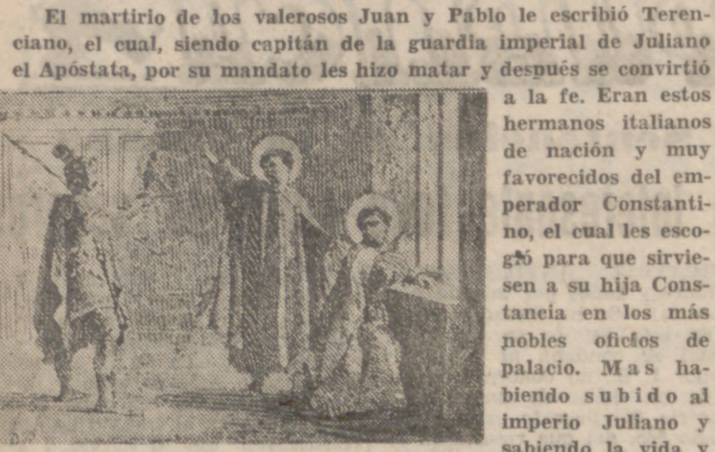 El martirio de los valerosos Juan y Pablo le escribió Teren-
ciano, el cual, siendo capitán de la guardia imperial de Juliano
el Apóstata, por su mandato les hizo matar y después se convirtió
a la fe. Eran estos
hermanos italianos
de nación y muy
favorecidos del em-
perador Constanti-
no, el cual les esco-
gió para que sirvie-
sen a su hija Cons-
tancia en los más
nobles oficios de
palacio. Mas ha-
biendo subido al
imperio Juliano y
sabiendo la vida y